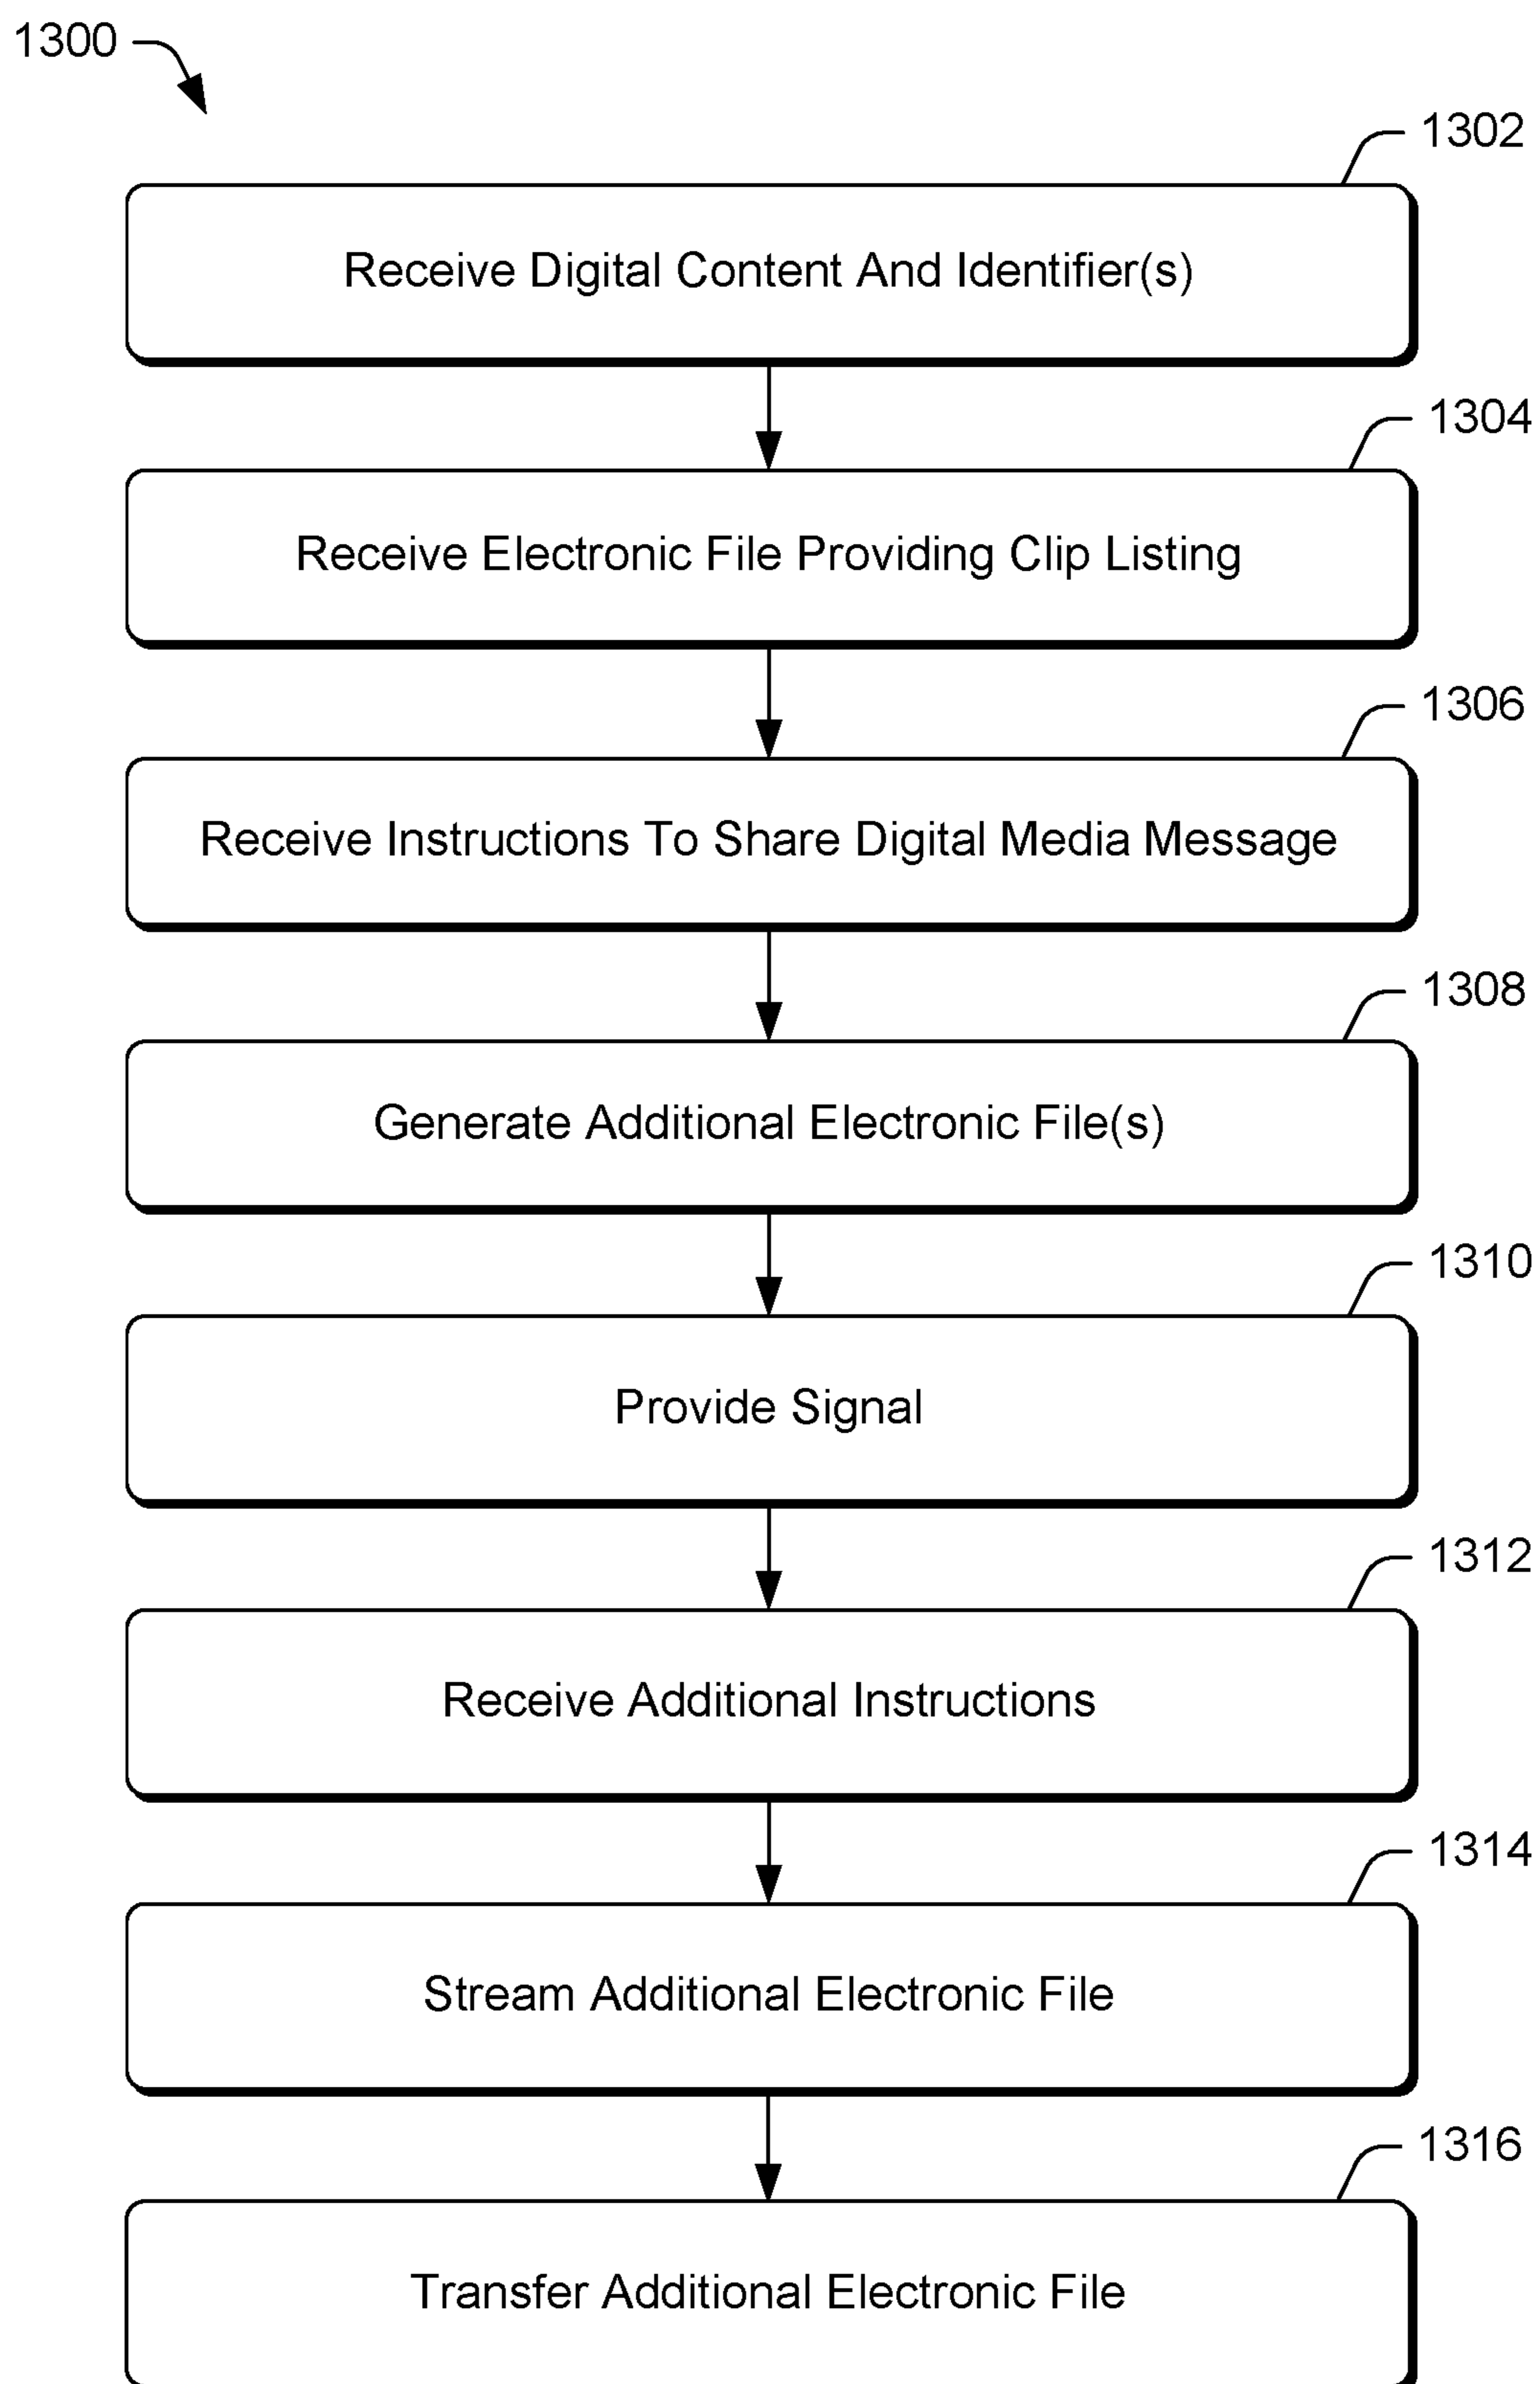 1300
1302
Receive Digital Content And Identifier(s)
1304
Receive Electronic File Providing Clip Listing
1306
Receive Instructions To Share Digital Media Message
1308
Generate Additional Electronic File(s)
1310
Provide Signal
1312
Receive Additional Instructions
1314
Stream Additional Electronic File
1316
Transfer Additional Electronic File